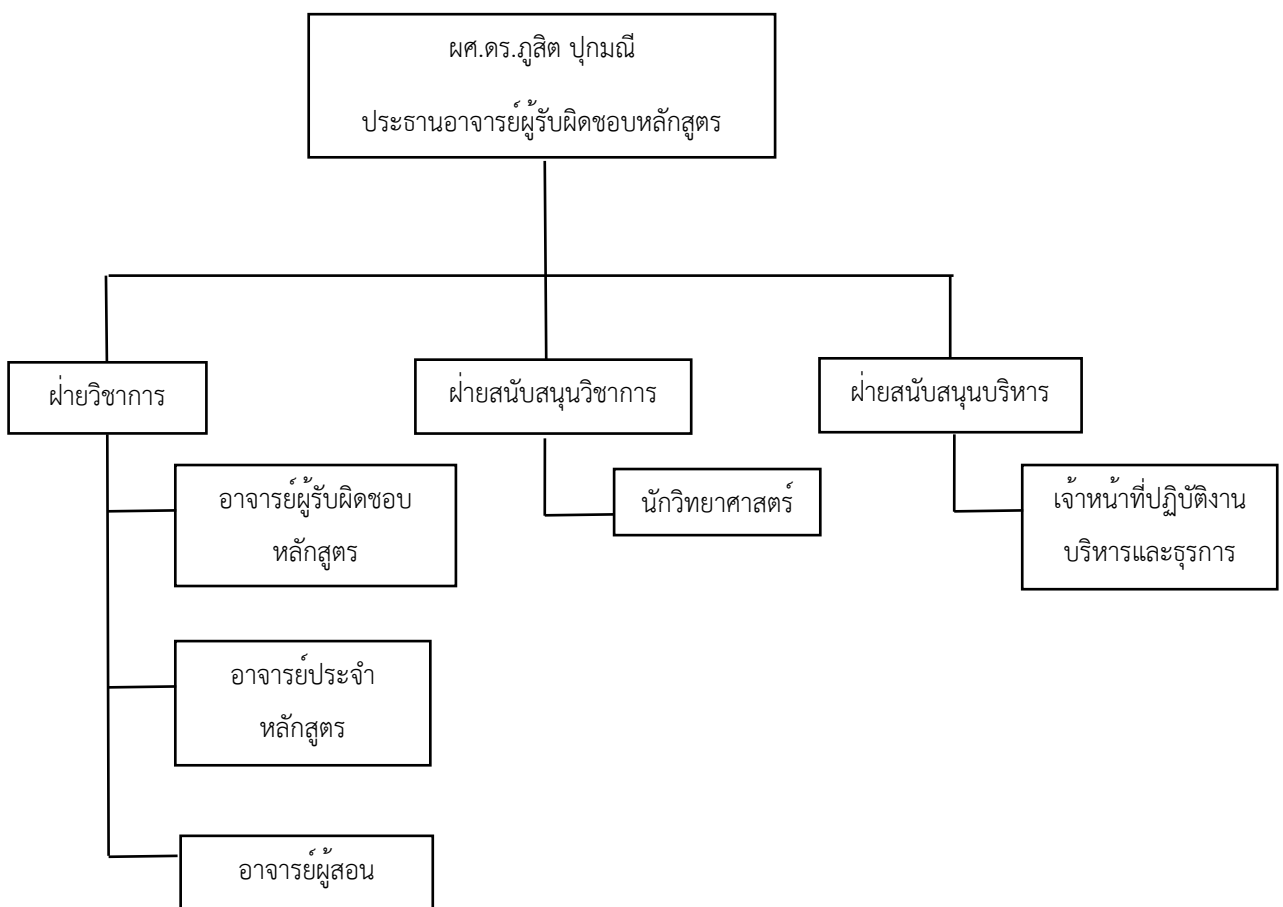 ผศ.ดร.ภูสิต ปุกมณี
ประธานอาจารย์ผู้รับผิดชอบหลักสูตร
ฝ่ายวิชาการ
ฝ่ายสนับสนุนวิชาการ
ฝ่ายสนับสนุนบริหาร
อาจารย์ผู้รับผิดชอบ
หลักสูตร
นักวิทยาศาสตร์
เจ้าหน้าที่ปฏิบัติงาน
บริหารและธุรการ
อาจารย์ประจำ
หลักสูตร
อาจารย์ผู้สอน